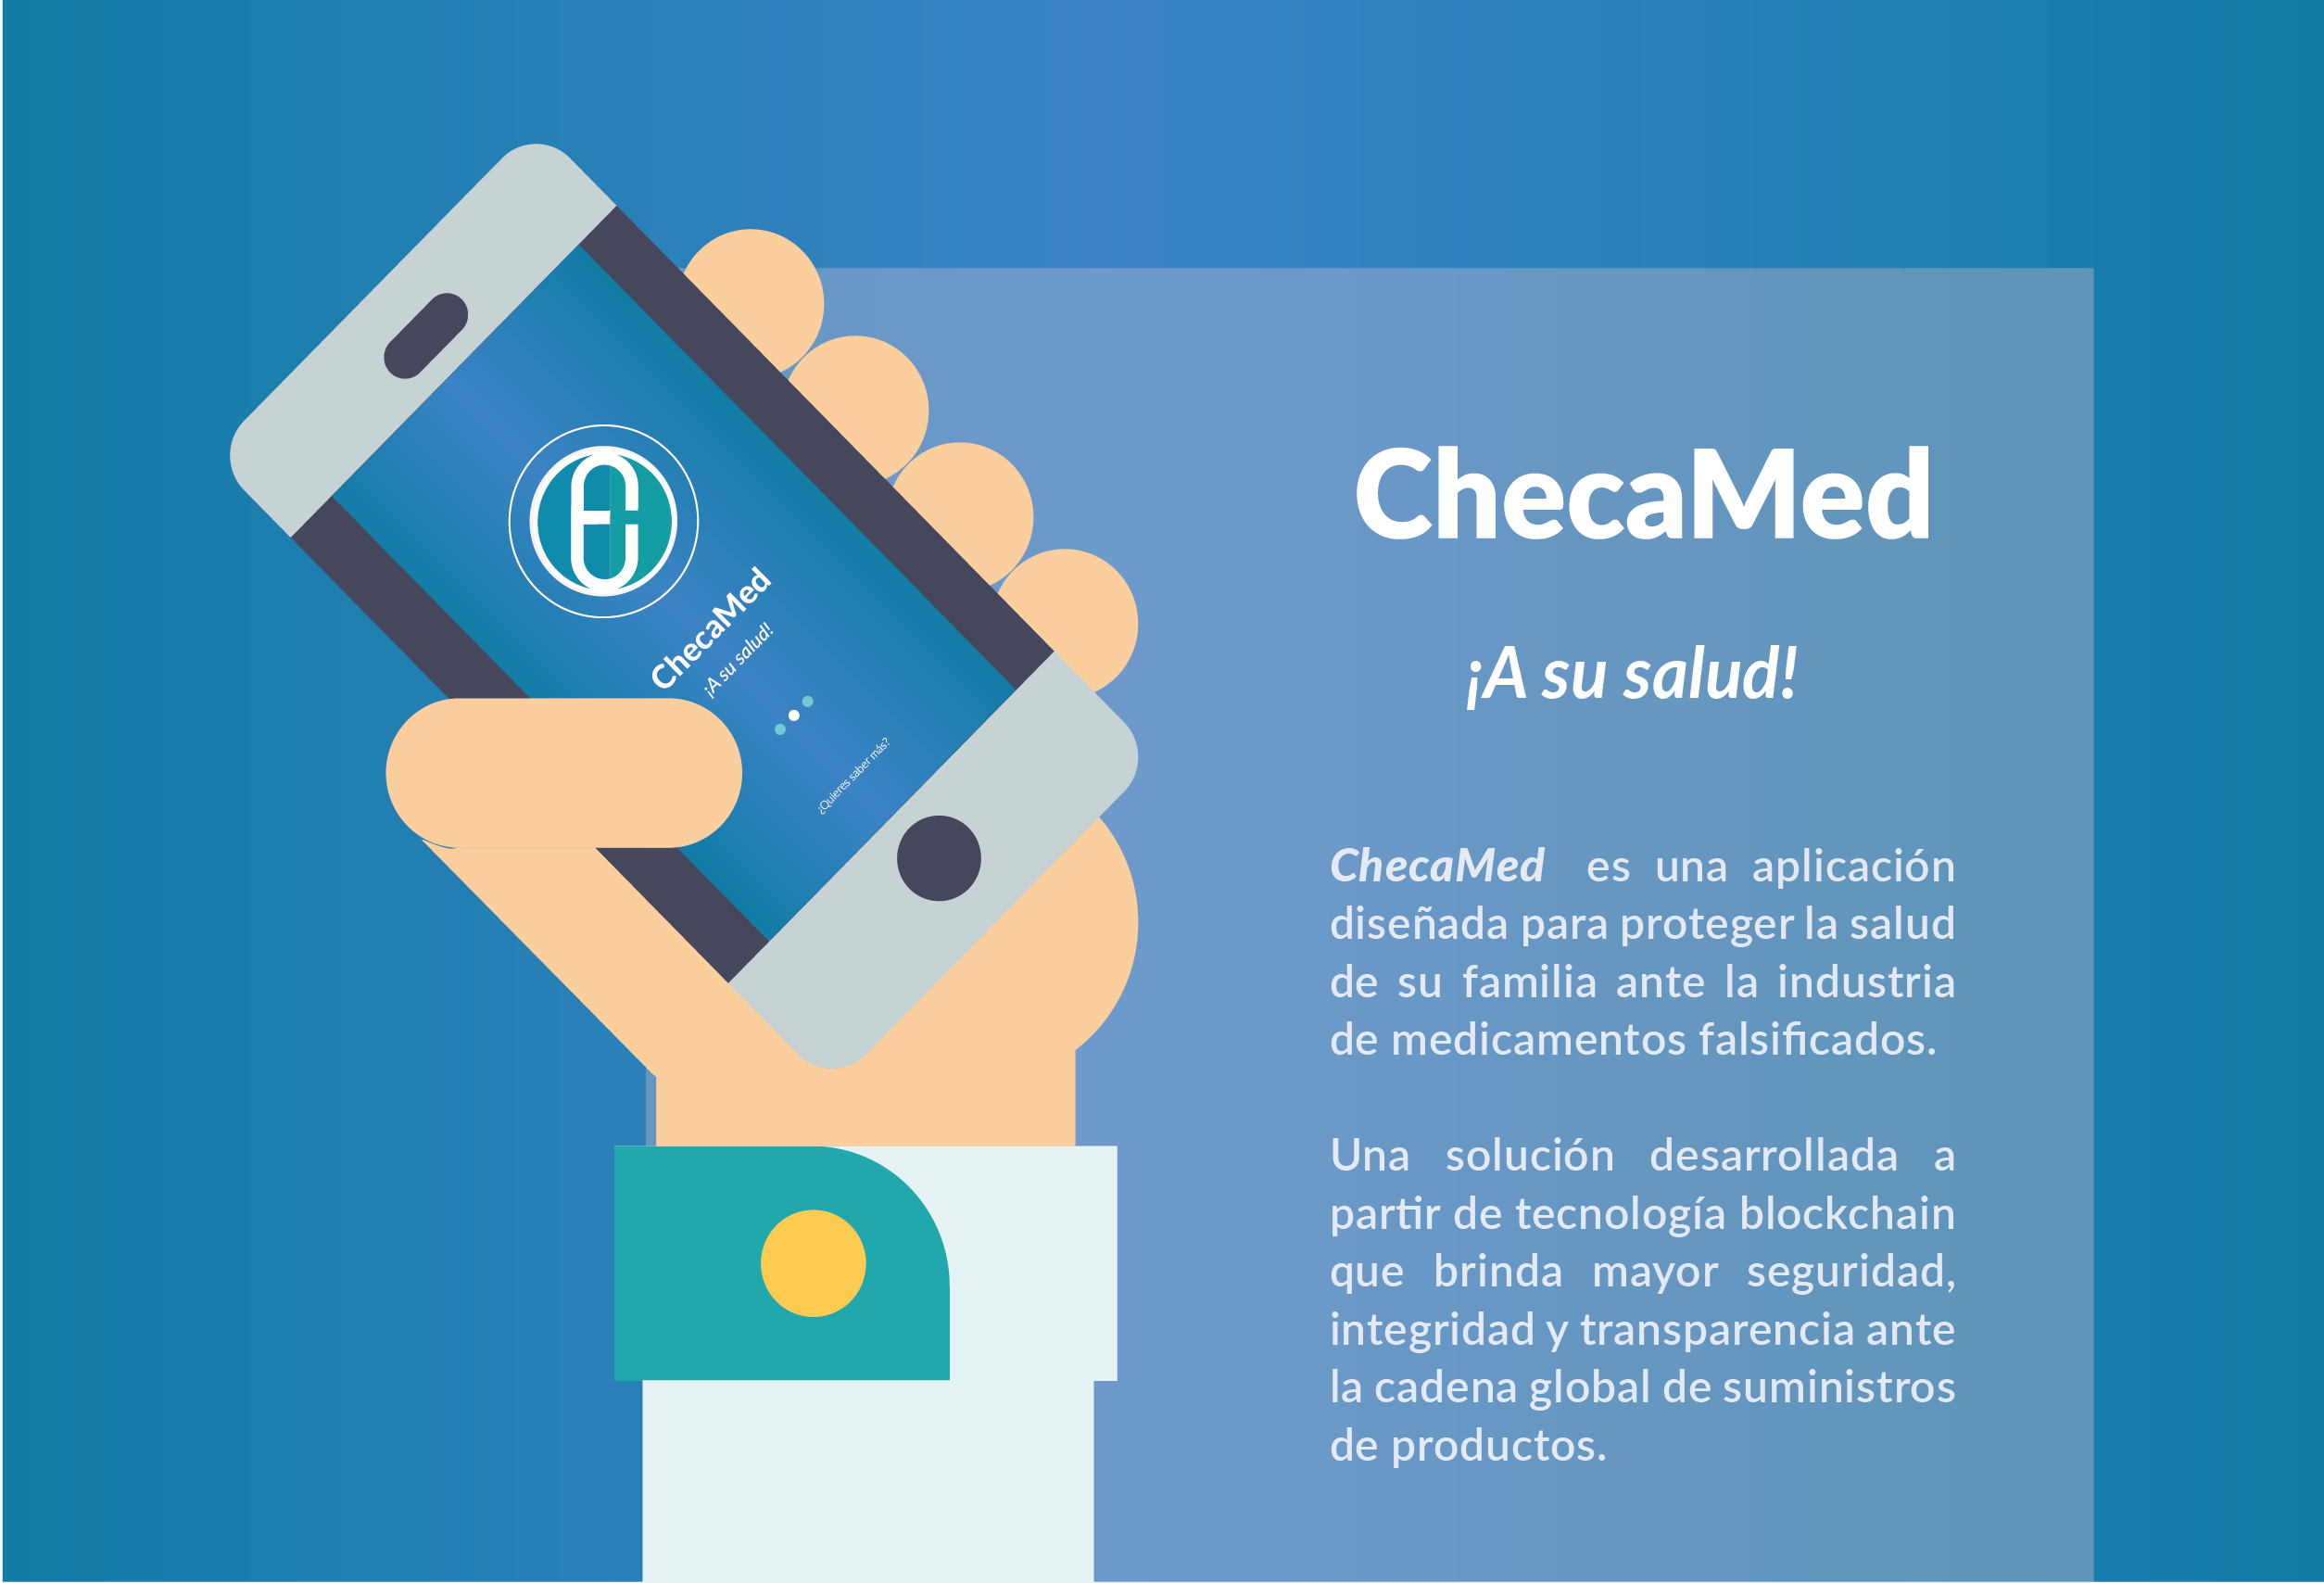 ChecaMed
¡A su salud!
¿Quieres saber más?
ChecaMed
¡A su salud!
ChecaMed es una aplicación
diseñada para proteger la salud
de su familia ante la industria
de medicamentos falsificados.
Una solución desarrollada a
partir de tecnología blockchain
que brinda mayor seguridad,
integridad y transparencia ante
la cadena global de suministros
de productos.